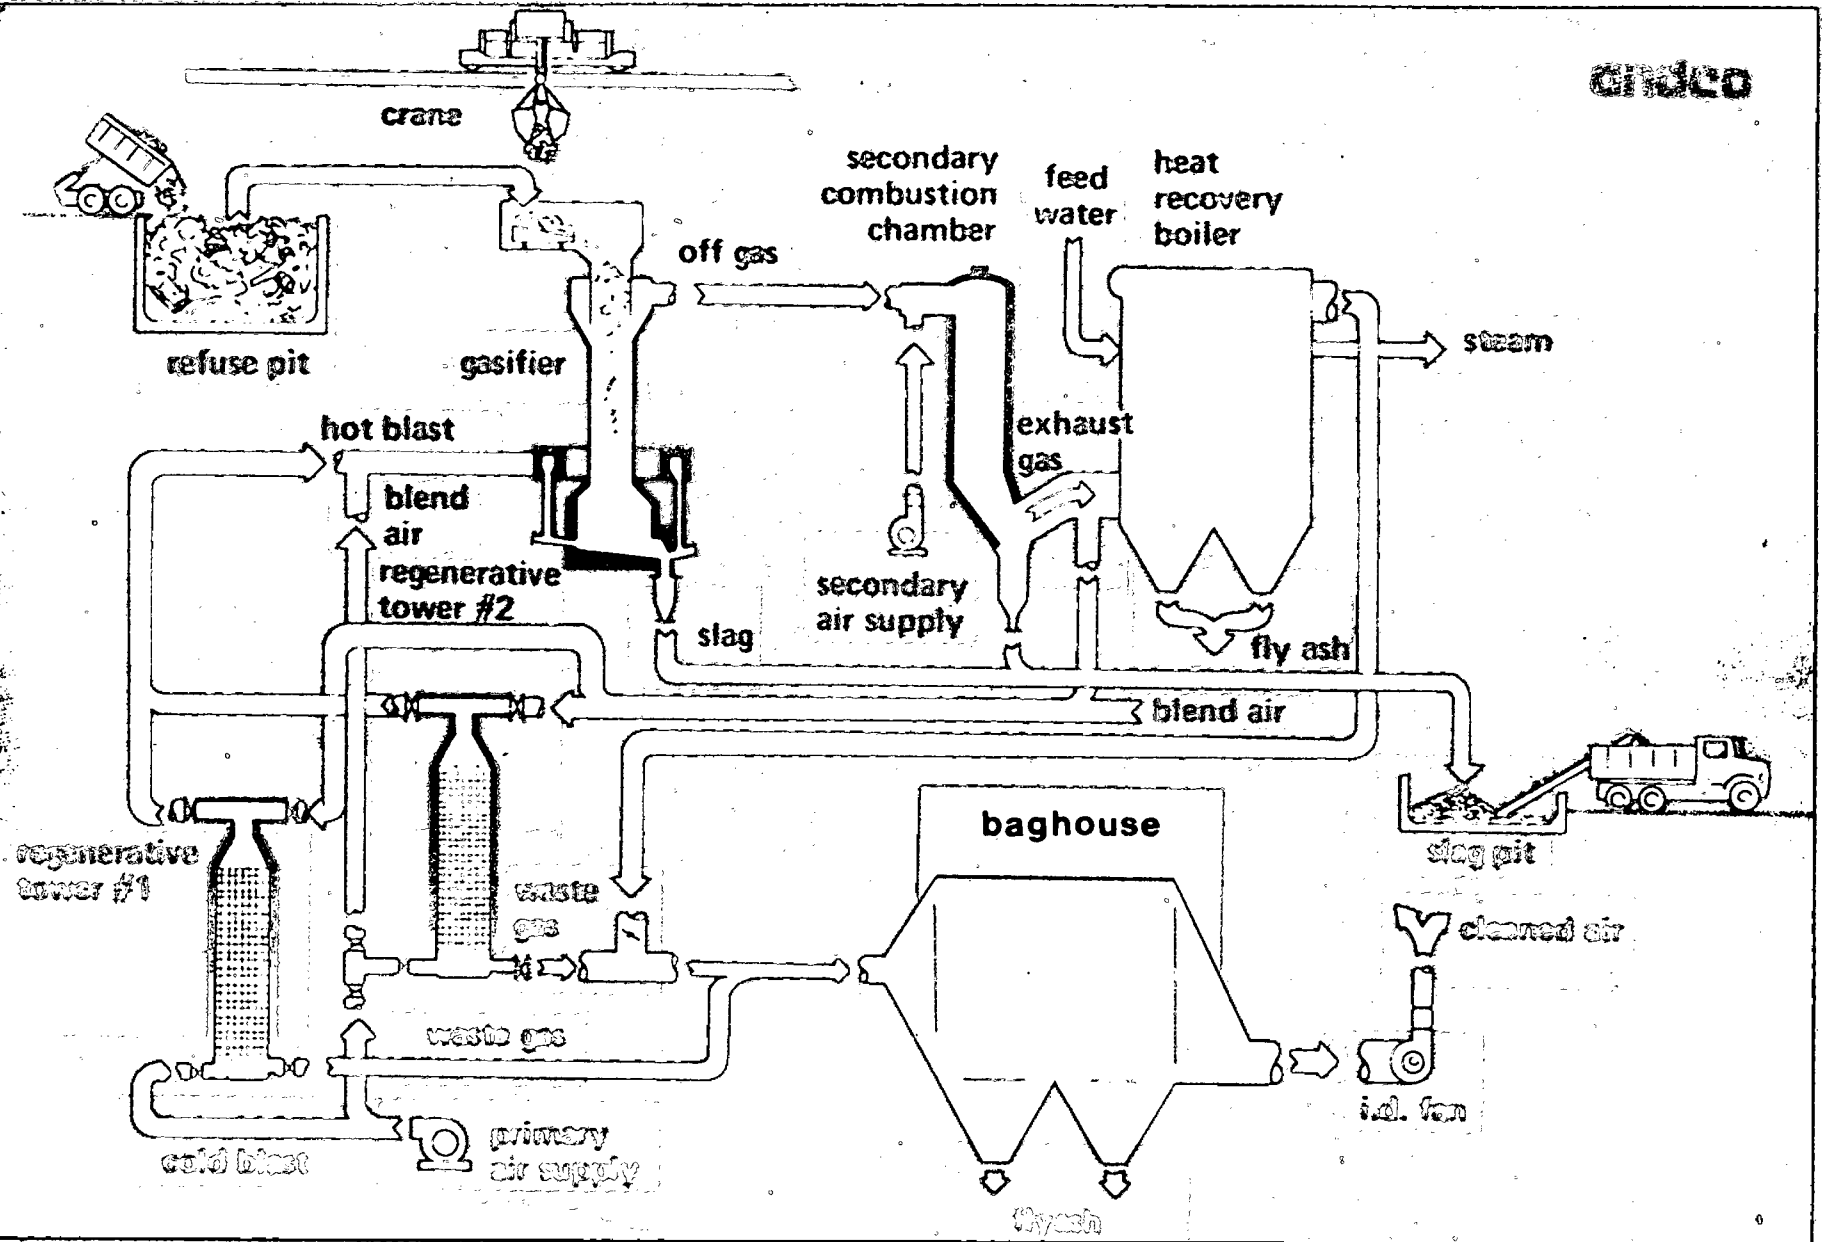 andco
crane
secondary
combustion
chamber
feed
water
heat
recovery
boiler
off gas
steam
refuse pit
gasifier
hot blast
exhaust
gas
blend
air
regenerative
tower #2
secondary
air supply
slag
fly ash
blend air
baghouse
slag pit
regenerative
tower #1
waste
gas
cleaned air
waste gas
i.d. fan
primary
air supply
cold blast
flyash